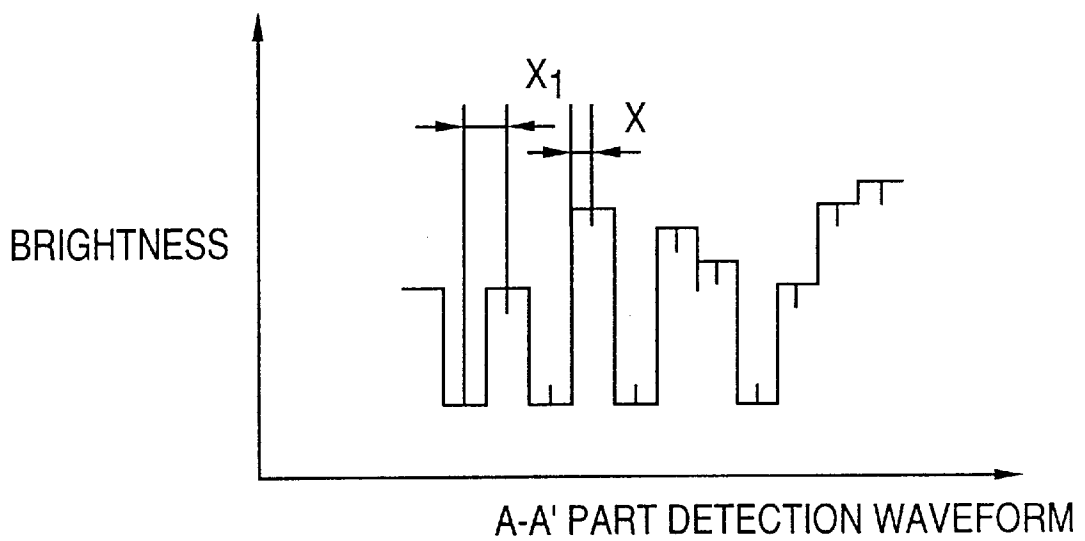 X₁
X
BRIGHTNESS
A-A' PART DETECTION WAVEFORM